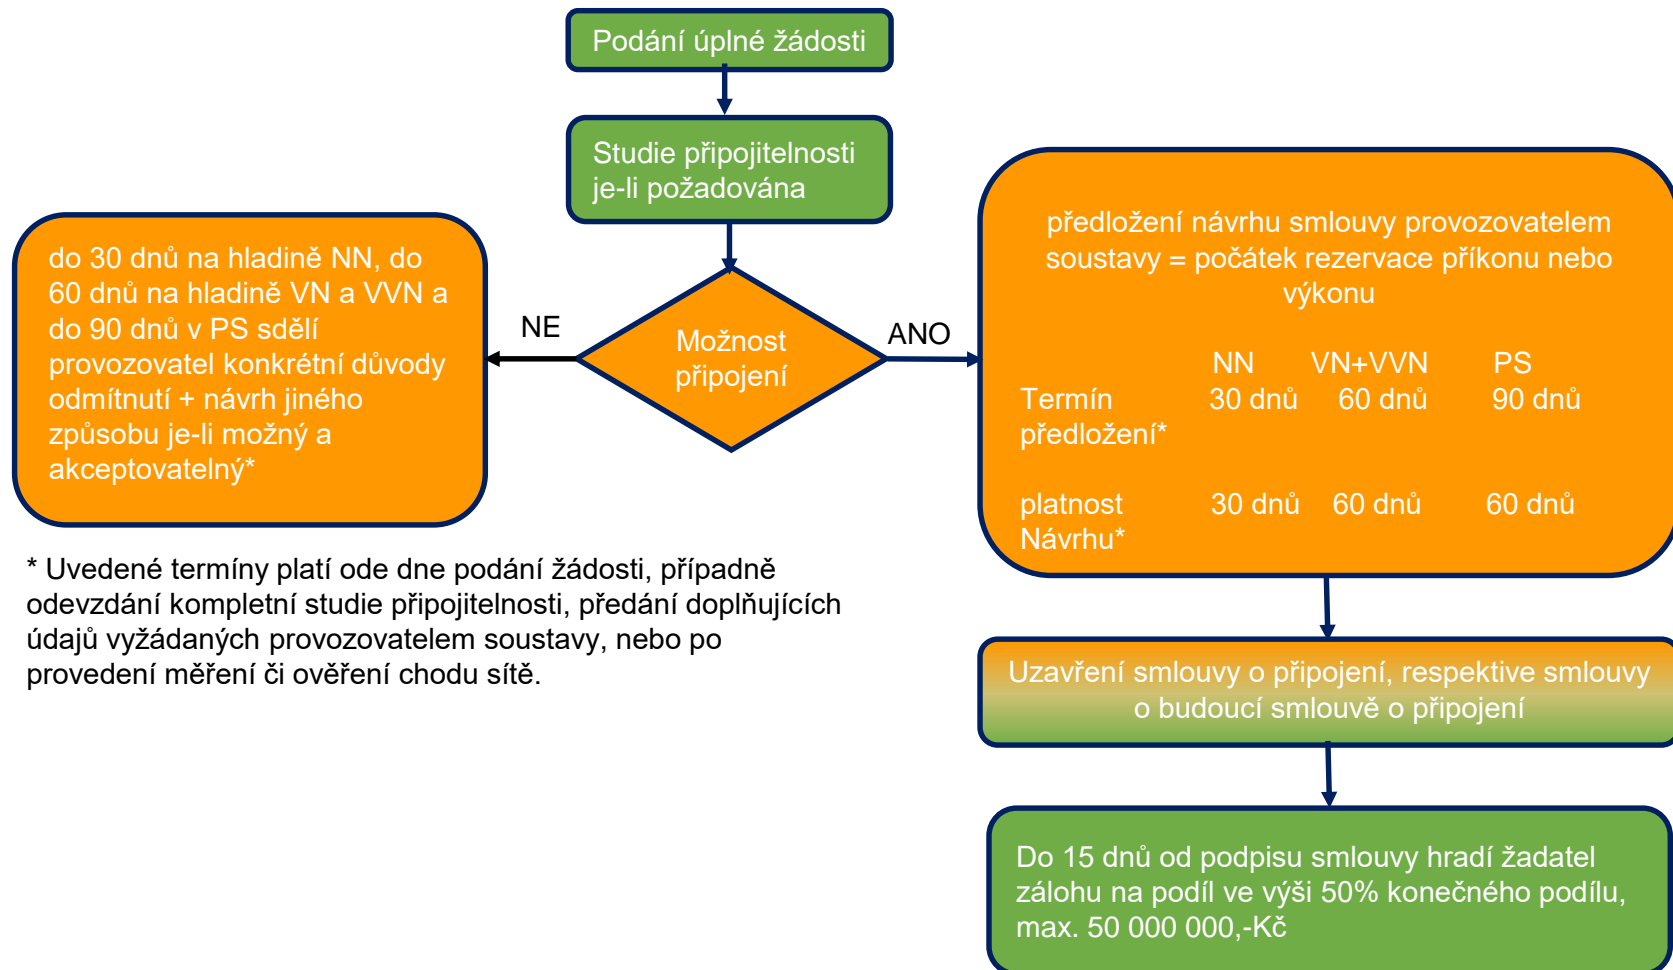 Podání úplné žádosti
Studie připojitelnosti
je-li požadována
do 30 dnů na hladině NN, do
60 dnů na hladině VN a VVN a
do 90 dnů v PS sdělí
provozovatel konkrétní důvody
odmítnutí + návrh jiného
způsobu je-li možný a
akceptovatelný*
NE
Možnost
připojení
ANO
předložení návrhu smlouvy provozovatelem
soustavy = počátek rezervace příkonu nebo
výkonu
NN VN+VVN PS
Termín 30 dnů 60 dnů 90 dnů
předložení*
platnost 30 dnů 60 dnů 60 dnů
Návrhu*
* Uvedené termíny platí ode dne podání žádosti, případně
odevzdání kompletní studie připojitelnosti, předání doplňujících
údajů vyžádaných provozovatelem soustavy, nebo po
provedení měření či ověření chodu sítě.
Uzavření smlouvy o připojení, respektive smlouvy
o budoucí smlouvě o připojení
Do 15 dnů od podpisu smlouvy hradí žadatel
zálohu na podíl ve výši 50% konečného podílu,
max. 50 000 000,-Kč